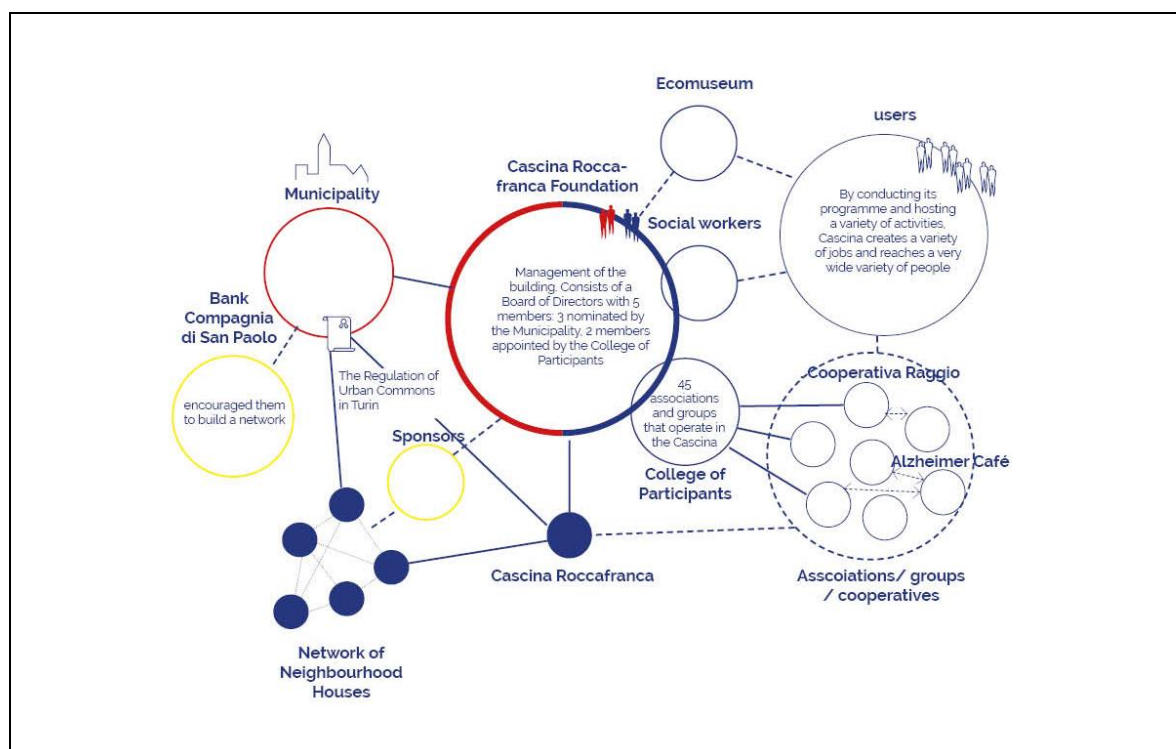 Ecomuseum
users
Municipality
Cascina Rocca-
franca Foundation
Social workers
By conducting its
programme and hosting
a variety of activities,
Cascina creates a variety
of jobs and reaches a very
wide variety of people
Management of the
building. Consists of a
Board of Directors with 5
members: 3 nominated by
the Municipality, 2 members
appointed by the College of
Participants
Bank
Compagnia
di San Paolo
encouraged them
to build a network
The Regulation of
Urban Commons
in Turin
Sponsors
45
associations
and groups
that operate in
the Cascina
College of
Participants
Cooperativa Raggio
Alzheimer Café
Cascina Roccafranca
Asscoiations/ groups
/ cooperatives
Network of
Neighbourhood
Houses